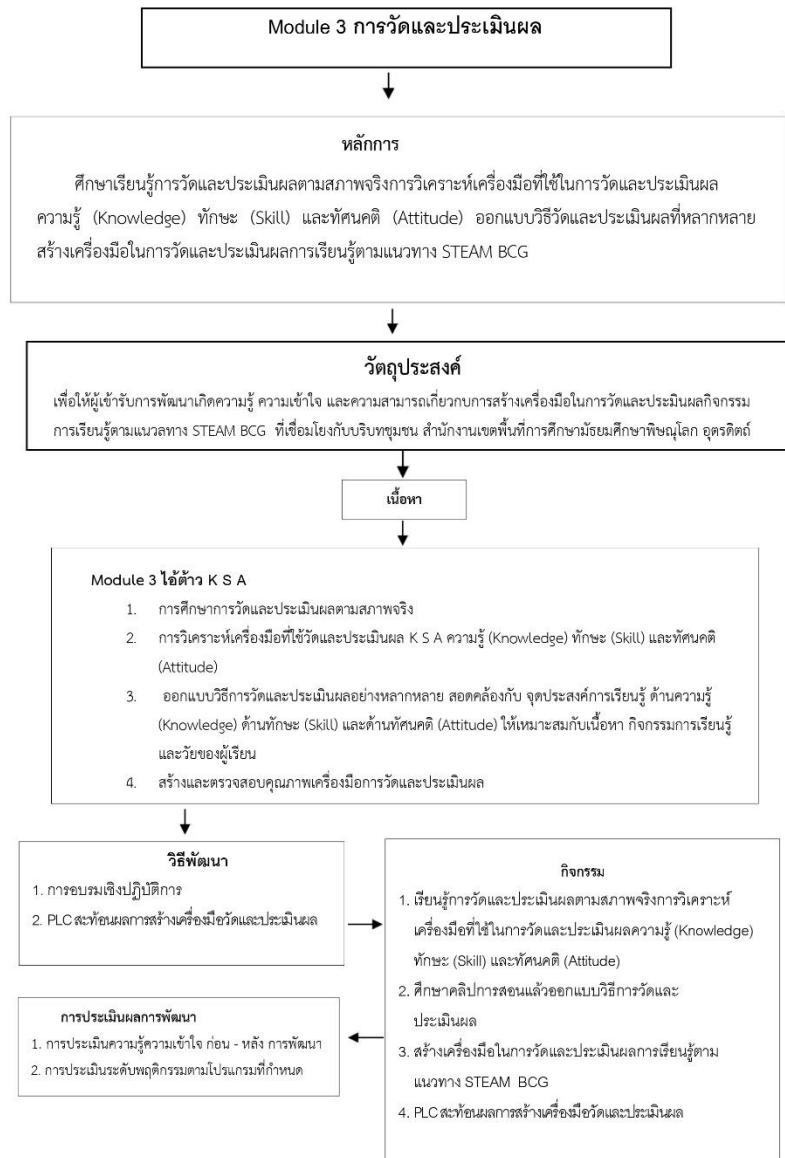 Module 3 การวัดและประเมินผล
หลักการ
ศึกษาเรียนรู้การวัดและประเมินผลตามสภาพจริงการวิเคราะห์เครื่องมือที่ใช้ในการวัดและประเมินผล
ความรู้ (Knowledge) ทักษะ (Skill) และทัศนคติ (Attitude) ออกแบบวิธีวัดและประเมินผลที่หลากหลาย
สร้างเครื่องมือในการวัดและประเมินผลการเรียนรู้ตามแนวทาง STEAM BCG
วัตถุประสงค์
เพื่อให้ผู้เข้ารับการพัฒนาเกิดความรู้ ความเข้าใจ และความสามารถเกี่ยวกบการสร้างเครื่องมือในการวัดและประมินผลกิจกรรม
การเรียนรู้ตามแนวลทาง STEAM BCG ที่เชื่อมโยงกับบริบทชุมชน สำนักงานเขตพื้นที่การศึกษามัธยมศึกษาพิษณุโลก อุตรดิตถ์
เนื้อหา
Module 3 ไอ้ต้าว K S A
1. การศึกษาการวัดและประเมินผลตามสภาพจริง
2. การวิเคราะห์เครื่องมือที่ใช้วัดและประเมินผล K S A ความรู้ (Knowledge) ทักษะ (Skill) และทัศนคติ
(Attitude)
3. ออกแบบวิธีการวัดและประเมินผลอย่างหลากหลาย สอดคล้องกับ จุดประสงค์การเรียนรู้ ด้านความรู้
(Knowledge) ด้านทักษะ (Skill) และด้านทัศนคติ (Attitude) ให้เหมาะสมกับเนื้อหา กิจกรรมการเรียนรู้
และวัยของผู้เรียน
4. สร้างและตรวจสอบคุณภาพเครื่องมือการวัดและประเมินผล
วิธีพัฒนา
1. การอบรมเชิงปฏิบัติการ
2. PLC สะท้อนผลการสร้างเครื่องมือวัดและประเมินผล
กิจกรรม
1. เรียนรู้การวัดและประเมินผลตามสภาพจริงการวิเคราะห์
เครื่องมือที่ใช้ในการวัดและประเมินผลความรู้ (Knowledge)
ทักษะ (Skill) และทัศนคติ (Attitude)
2. ศึกษาคลิปการสอนแล้วออกแบบวิธีการวัดและ
ประเมินผล
3. สร้างเครื่องมือในการวัดและประเมินผลการเรียนรู้ตาม
แนวทาง STEAM BCG
4. PLC สะท้อนผลการสร้างเครื่องมือวัดและประเมินผล
การประเมินผลการพัฒนา
1. การประเมินความรู้ความเข้าใจ ก่อน - หลัง การพัฒนา
2. การประเมินระดับพฤติกรรมตามโปรแกรมที่กำหนด